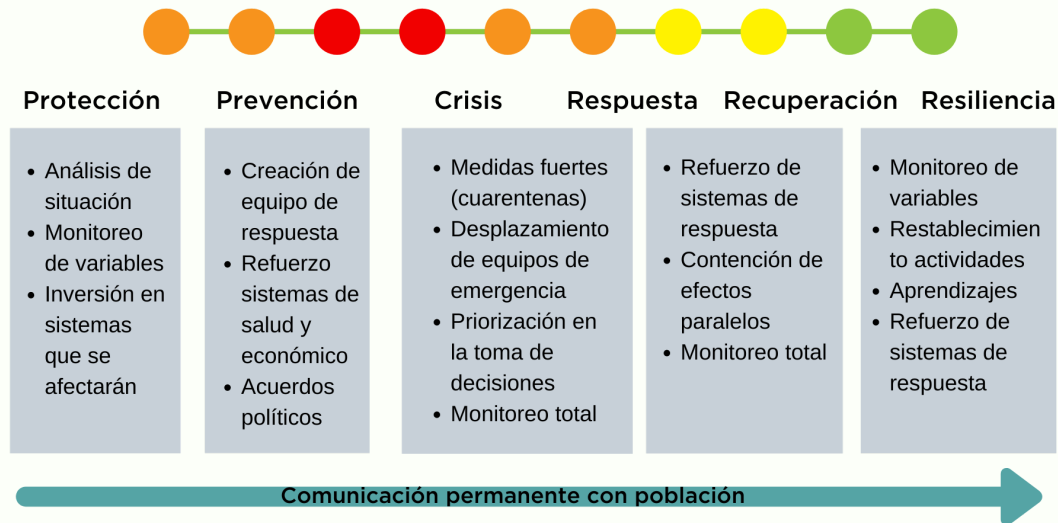 Protección Prevención Crisis Respuesta Recuperación Resiliencia
• Análisis de
situación
• Monitoreo
de variables
• Inversión en
sistemas
que se
afectarán
• Creación de
equipo de
respuesta
• Refuerzo
sistemas de
salud y
económico
• Acuerdos
políticos
• Medidas fuertes
(cuarentenas)
• Desplazamiento
de equipos de
emergencia
• Priorización en
la toma de
decisiones
• Monitoreo total
• Refuerzo de
sistemas de
respuesta
• Contención de
efectos
paralelos
• Monitoreo total
• Monitoreo de
variables
• Restablecimien
to actividades
• Aprendizajes
• Refuerzo de
sistemas de
respuesta
Comunicación permanente con población